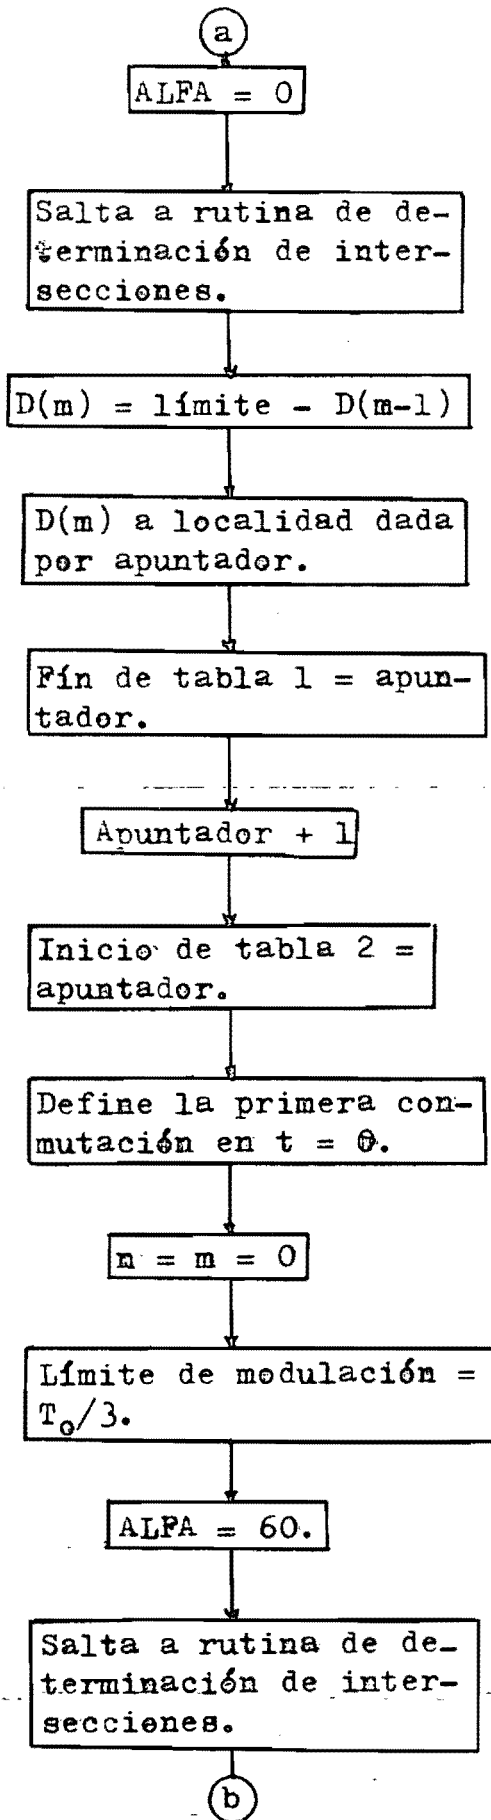 a
ALFA = 0
Salta a rutina de de-
terminación de inter-
secciones.
D(m) = límite - D(m-1)
D(m) a localidad dada
por apuntador.
Fín de tabla 1 = apun-
tador.
Apuntador + 1
Inicio de tabla 2 =
apuntador.
Define la primera con-
mutación en t = 0.
n = m = 0
Límite de modulación =
T₀/3.
ALFA = 60.
Salta a rutina de de-
terminación de inter-
secciones.
b